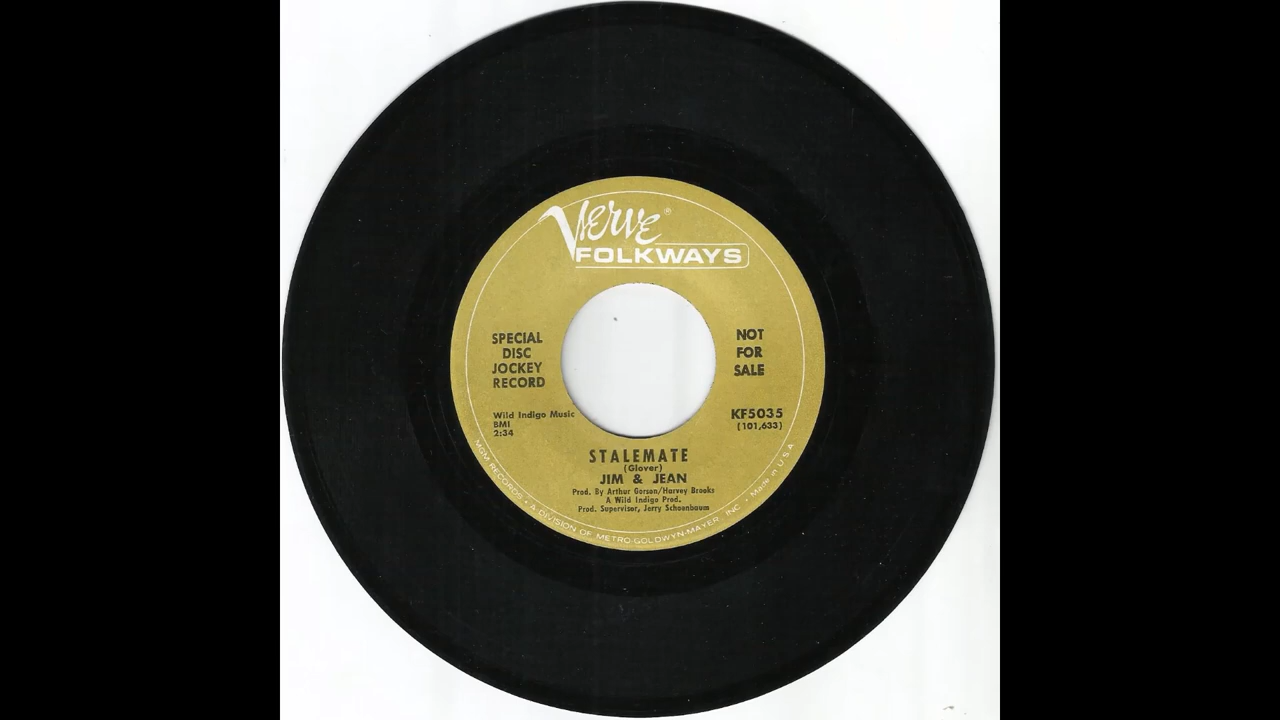 Verve®
FOLKWAYS
SPECIAL
DISC
JOCKEY
RECORD
NOT
FOR
SALE
Wild Indigo Music
BMI
2:34
KF5035
(101,633)
STALEMATE
(Glover)
JIM & JEAN
Prod. By Arthur Gorson/Harvey Brooks
A Wild Indigo Prod.
Prod. Supervisor, Jerry Schoenbaum
MGM RECORDS • A DIVISION OF METRO-GOLDWYN-MAYER, INC. • Made in U.S.A.